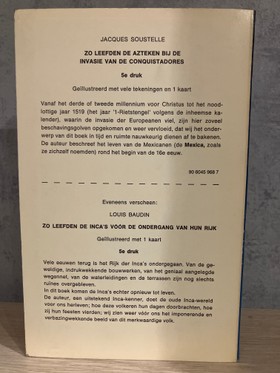 JACQUES SOUSTELLE
ZO LEEFDEN DE AZTEKEN BIJ DE
INVASIE VAN DE CONQUISTADORES
5e druk
Geïllustreerd met vele tekeningen en 1 kaart
Vanaf het derde of tweede millennium voor Christus tot het nood-
lottige jaar 1519 (het jaar '1-Rietstengel' volgens de inheemse ka-
lender), waarin de invasie der Europeanen viel, zijn hier zoveel
beschavingsgolven opgekomen en weer vervloeid, dat wij het onder-
werp van dit boek in tijd en ruimte nauwkeurig dienen af te bakenen.
De auteur beschreef het leven van de Mexicanen (de Mexica, zoals
ze zichzelf noemden) rond het begin van de 16e eeuw.
90 6045 969 7
Eveneens verschenen:
LOUIS BAUDIN
ZO LEEFDEN DE INCA'S VÓÓR DE ONDERGANG VAN HUN RIJK
Geïllustreerd met 1 kaart
5e druk
Vele eeuwen terug is het Rijk der Inca's ondergegaan. Van de ge-
weldige, indrukwekkende bouwwerken, van het geniaal aangelegde
wegennet, van de waterleidingen en de terrassen zijn nog slechts
ruïnes overgebleven.
In dit boek komen de Inca's echter opnieuw tot leven.
De auteur, een uitstekend Inca-kenner, doet de oude Inca-wereld
voor ons herleven; hoe deze volkeren hun dagen doorbrachten, hoe
zij hun feesten vierden; wij zien weer vóór ons het imponerende en
verbazingwekkende beeld van dit merkwaardige volk.